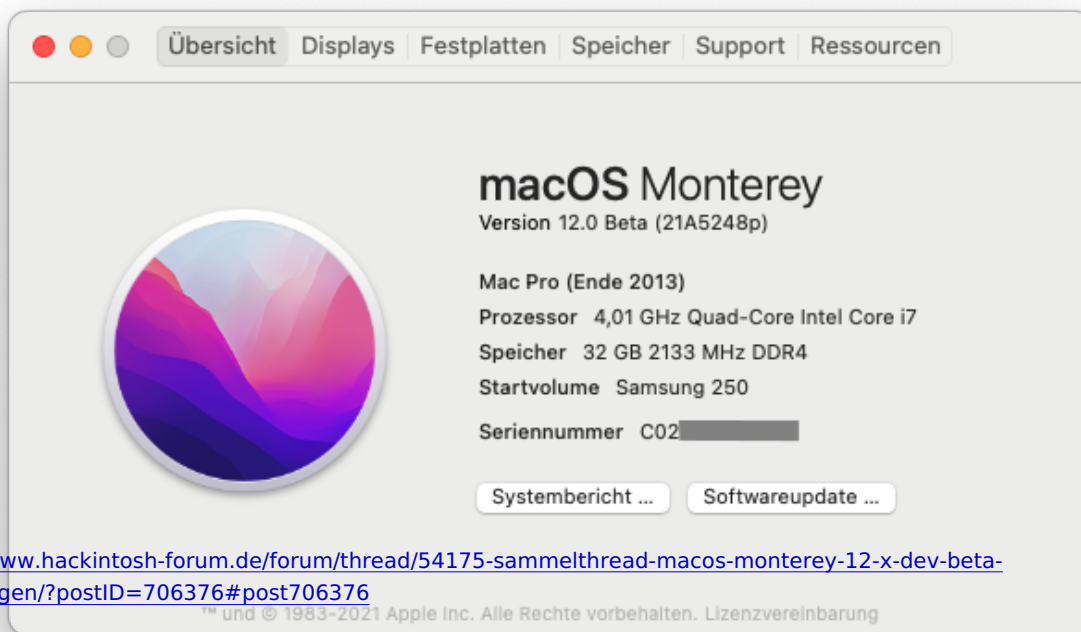 Übersicht Displays Festplatten Speicher Support Ressourcen
macOS Monterey
Version 12.0 Beta (21A5248p)
Mac Pro (Ende 2013)
Prozessor 4,01 GHz Quad-Core Intel Core i7
Speicher 32 GB 2133 MHz DDR4
Startvolume Samsung 250
Seriennummer C02
Systembericht ... Softwareupdate ...
ww.hackintosh-forum.de/forum/thread/54175-sammelthread-macos-monterey-12-x-dev-beta-
gen/?postID=706376#post706376
™ und © 1983-2021 Apple Inc. Alle Rechte vorbehalten. Lizenzvereinbarung